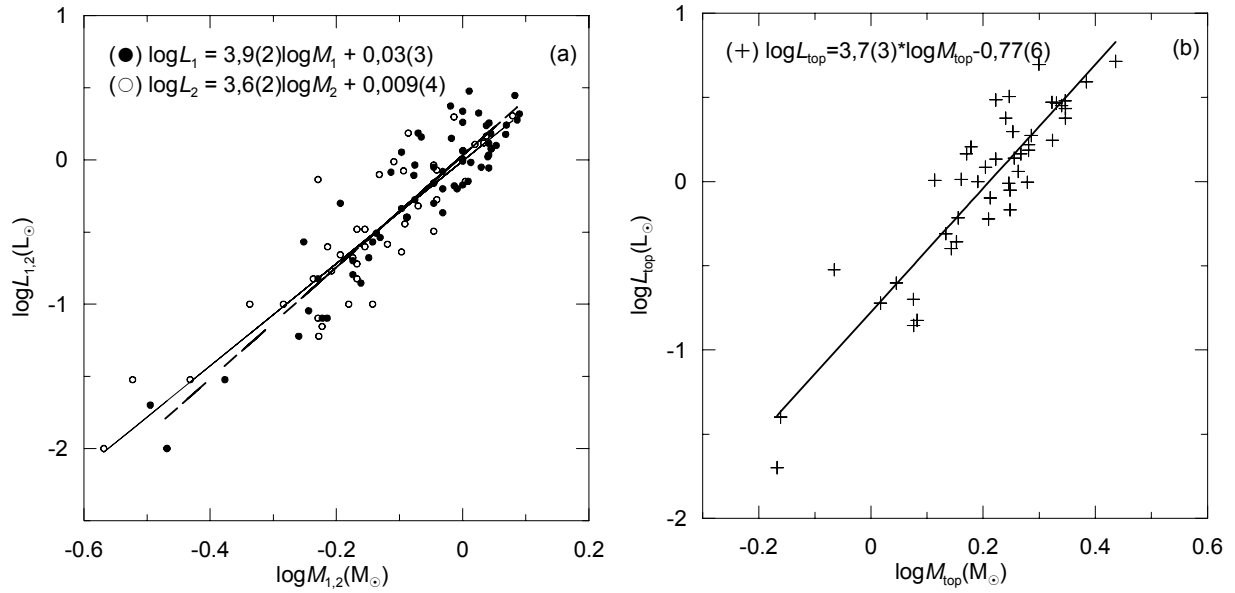 (●) logL₁ = 3,9(2)logM₁ + 0,03(3)
(○) logL₂ = 3,6(2)logM₂ + 0,009(4)
(a)
1
0
-1
-2
logL₁,₂(L☉)
-0.6 -0.4 -0.2 0 0.2
logM₁,₂(M☉)
(+) logLtop=3,7(3)*logMtop-0,77(6)
(b)
1
0
-1
-2
logLtop(L☉)
-0.2 0 0.2 0.4 0.6
logMtop(M☉)